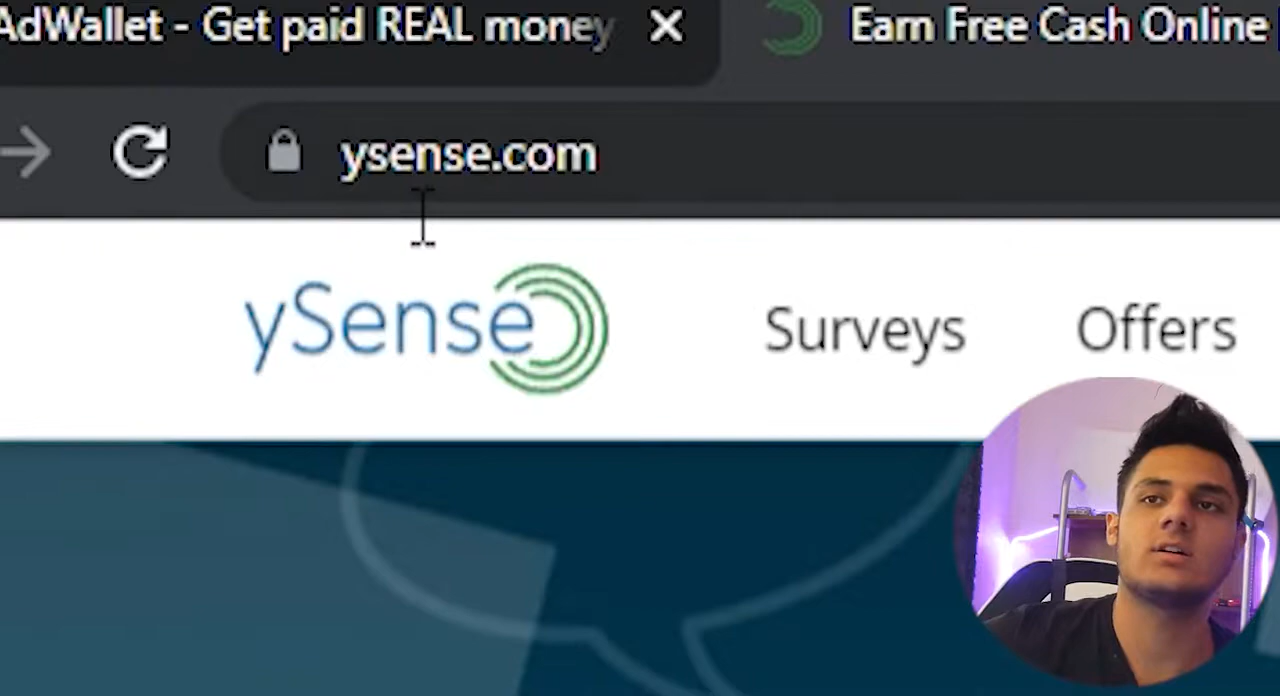 AdWallet - Get paid REAL money
Earn Free Cash Online
ysense.com
ySense
Surveys
Offers